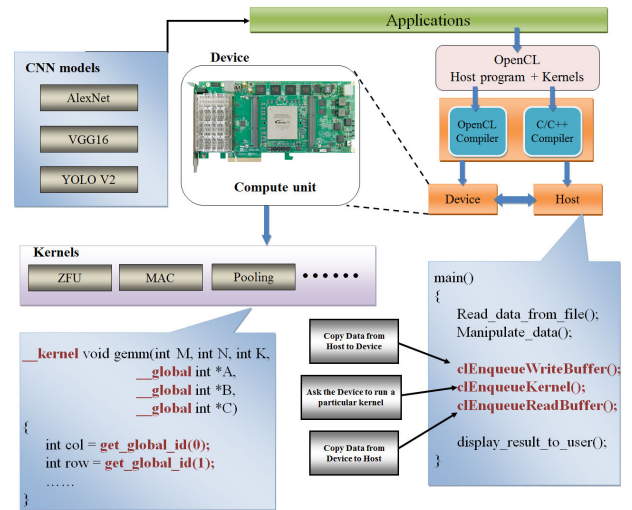 Applications
CNN models
AlexNet
VGG16
YOLO V2
Device
Compute unit
OpenCL
Host program + Kernels
OpenCL
Compiler
C/C++
Compiler
Device
Host
Kernels
ZFU
MAC
Pooling
__kernel void gemm(int M, int N, int K,
__global int *A,
__global int *B,
__global int *C)
{
int col = get_global_id(0);
int row = get_global_id(1);
……
}
Copy Data from
Host to Device
Ask the Device to run a
particular kernel
Copy Data from
Device to Host
main()
{
Read_data_from_file();
Manipulate_data();
clEnqueueWriteBuffer();
clEnqueueKernel();
clEnqueueReadBuffer();
display_result_to_user();
}